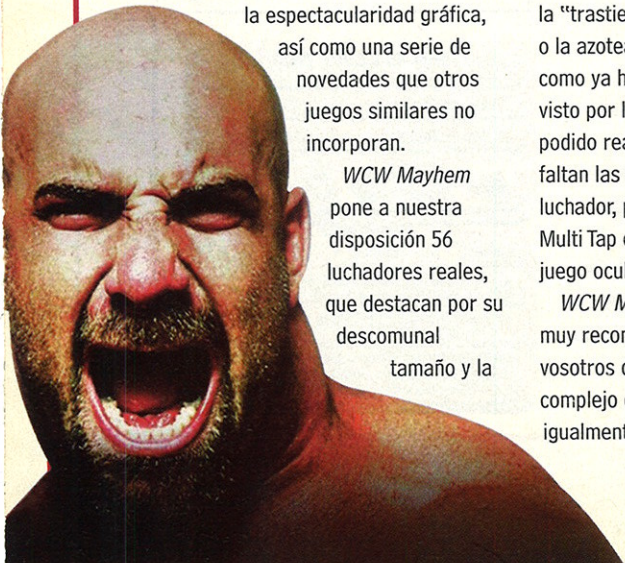 la espectacularidad gráfica,
así como una serie de
novedades que otros
juegos similares no
incorporan.
WCW Mayhem
pone a nuestra
disposición 56
luchadores reales,
que destacan por su
descomunal
tamaño y la
la “trastie
o la azotea
como ya h
visto por l
podido rea
faltan las
luchador, p
Multi Tap
juego ocul
WCW M
muy recon
vosotros
complejo
igualment